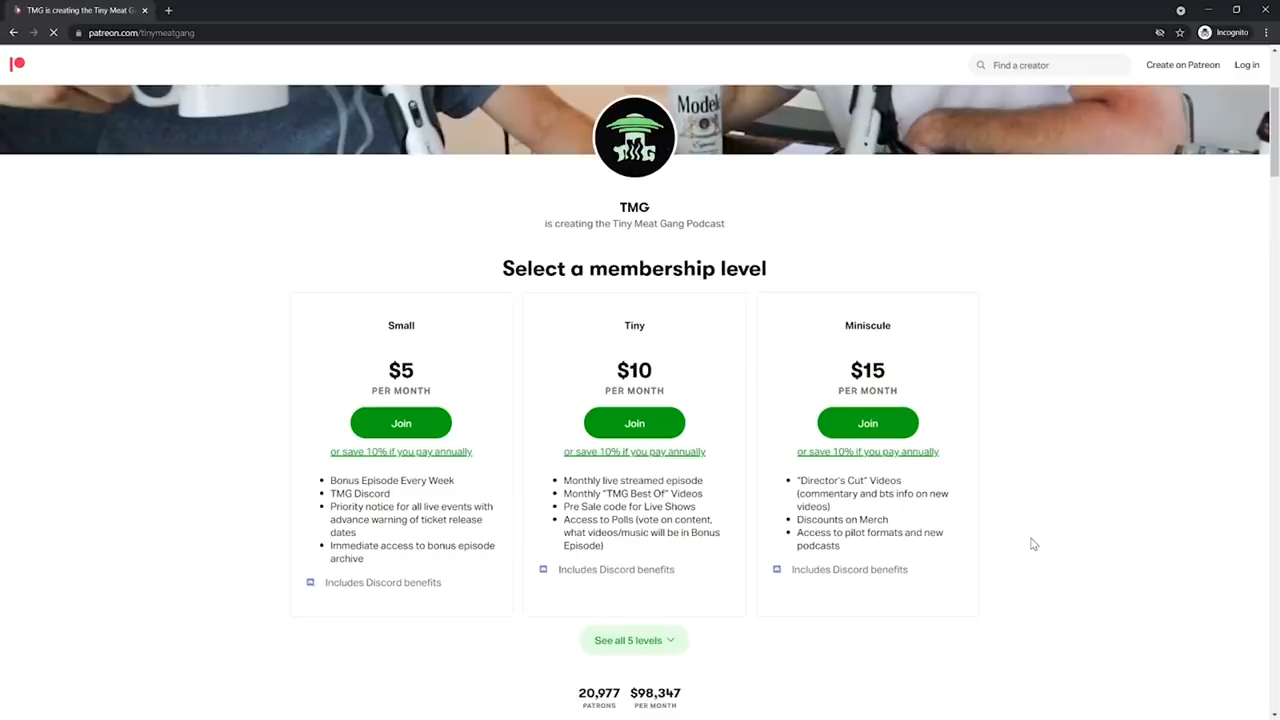 TMG is creating the Tiny Meat G
patreon.com/tinymeatgang
Incognito
Find a creator
Create on Patreon
Log in
Model
TMG
TMG
is creating the Tiny Meat Gang Podcast
Select a membership level
Small
$5
PER MONTH
Join
or save 10% if you pay annually
Bonus Episode Every Week
TMG Discord
Priority notice for all live events with
advance warning of ticket release
dates
Immediate access to bonus episode
archive
Includes Discord benefits
Tiny
$10
PER MONTH
Join
or save 10% if you pay annually
Monthly live streamed episode
Monthly "TMG Best Of" Videos
Pre Sale code for Live Shows
Access to Polls (vote on content,
what videos/music will be in Bonus
Episode)
Includes Discord benefits
Miniscule
$15
PER MONTH
Join
or save 10% if you pay annually
"Director's Cut" Videos
(commentary and bts info on new
videos)
Discounts on Merch
Access to pilot formats and new
podcasts
Includes Discord benefits
See all 5 levels
20,977 $98,347
PATRONS PER MONTH